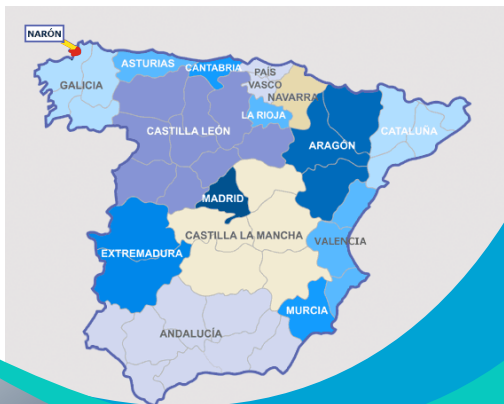 NARÓN
ASTURIAS
CANTABRIA
PAÍS
VASCO
GALICIA
NAVARRA
LA RIOJA
CATALUÑA
CASTILLA LEÓN
ARAGÓN
MADRID
CASTILLA LA MANCHA
VALENCIA
EXTREMADURA
MURCIA
ANDALUCÍA